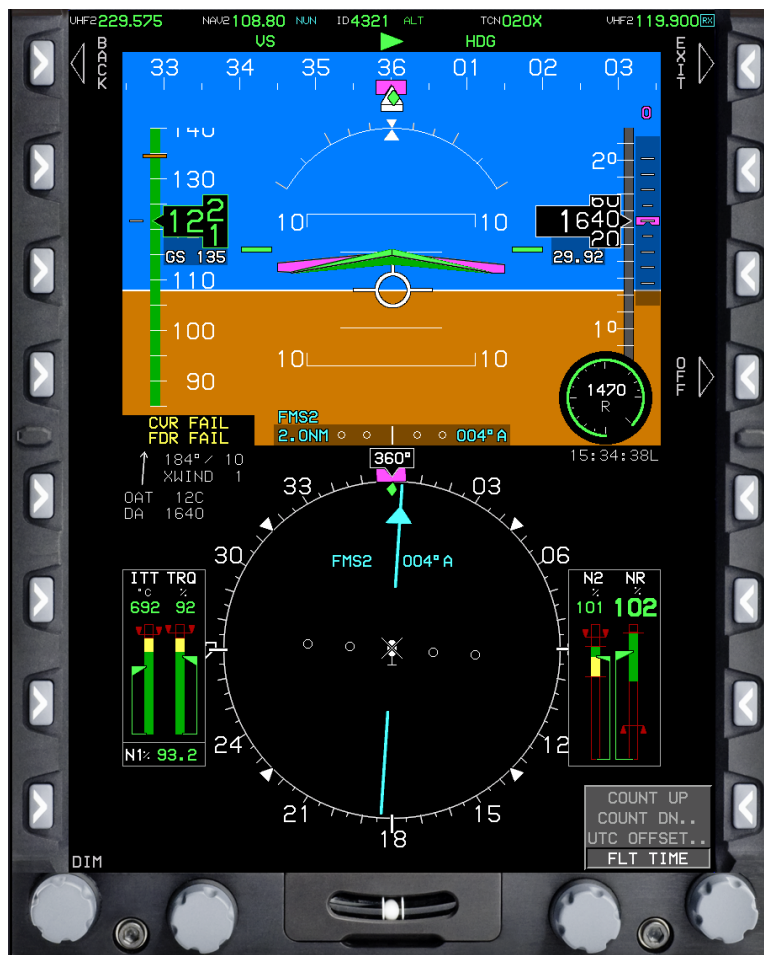 VHF2 229.575 NAV2 108.80 NUN ID 4321 ALT TCN 020X VHF2 119.900 RX
BACK VS HDG EXIT
33 34 35 36 01 02 03
0
140
130
122
1
GS 135
110
100
90
10 10
10 10
20
60
1640
20
29.92
10
1470
R
OFF
CVR FAIL
FDR FAIL
FMS2
2.0NM 004°A
15:34:38L
184°/ 10
XWIND 1
OAT 12C
DA 1640
360°
33 03
30 06
FMS2 004°A
24 12
21 15
18
ITT TRQ
°C %
692 92
N1% 93.2
N2 NR
% %
101 102
COUNT UP
COUNT DN..
UTC OFFSET..
FLT TIME
DIM